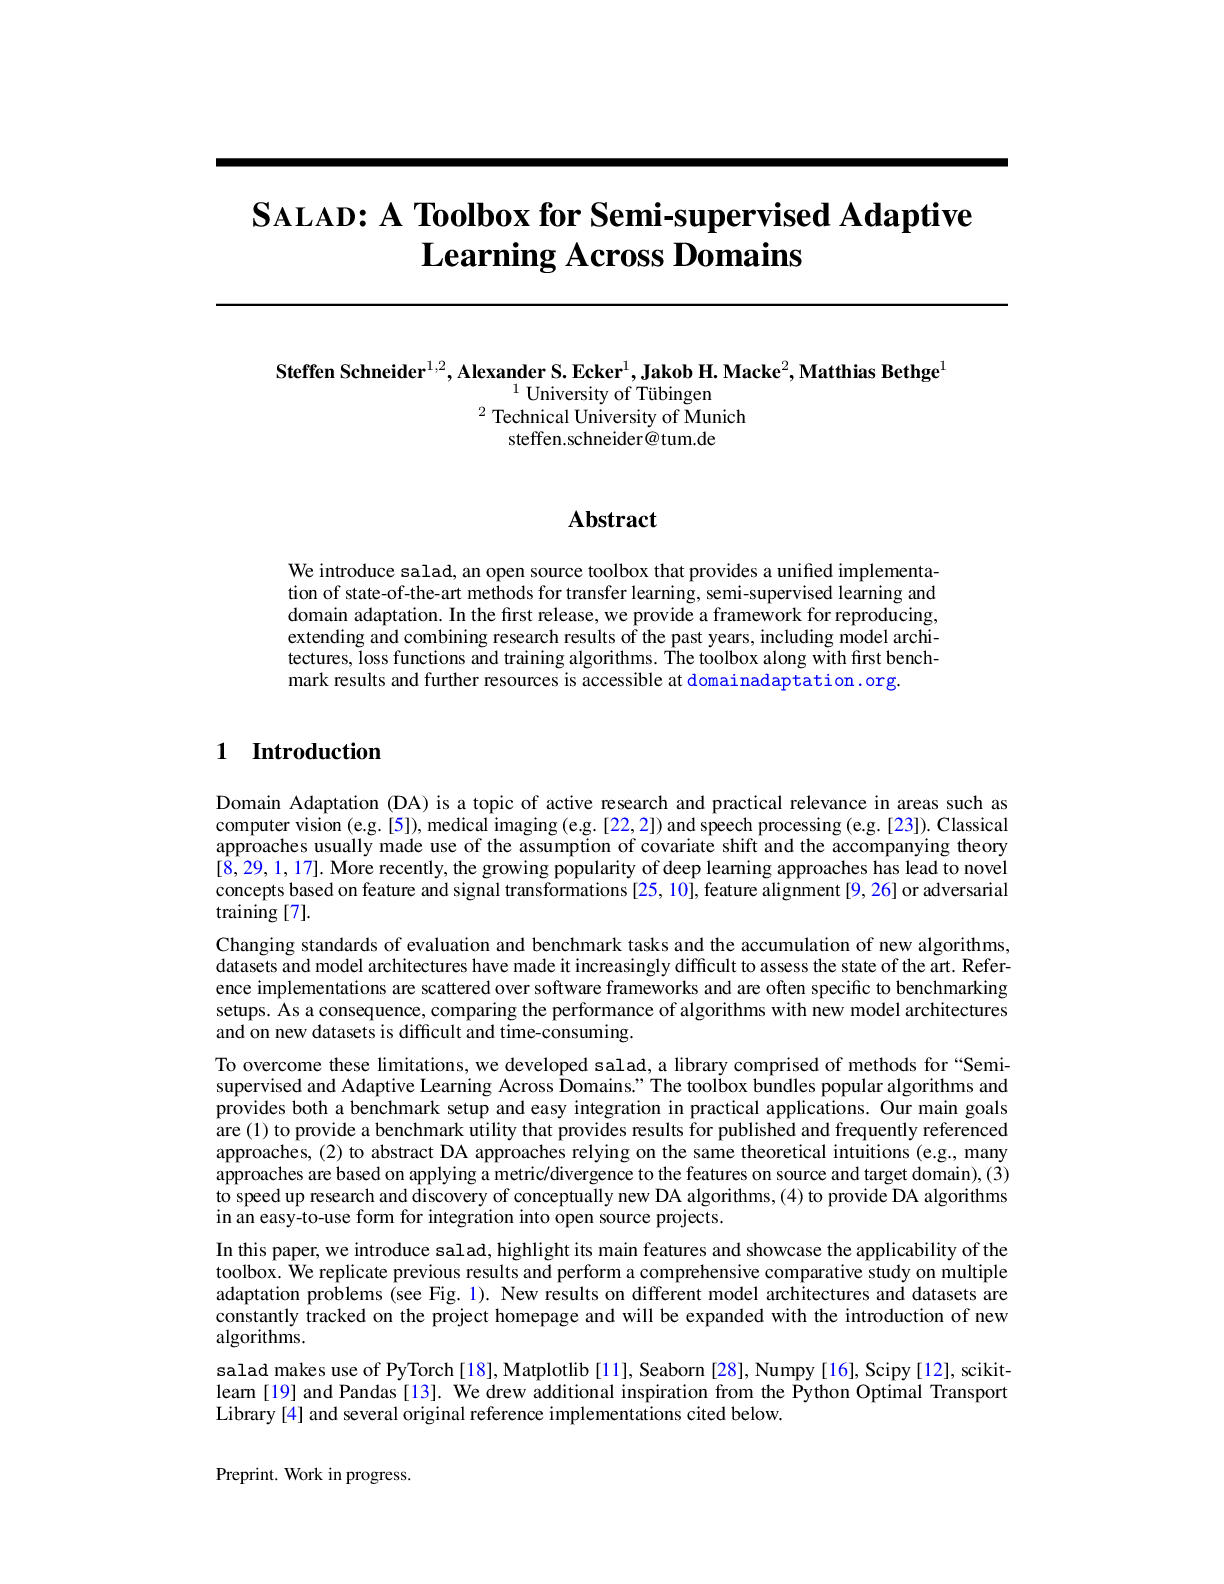 SALAD: A Toolbox for Semi-supervised Adaptive
Learning Across Domains
Steffen Schneider1,2, Alexander S. Ecker1, Jakob H. Macke2, Matthias Bethge1
1 University of Tübingen
2 Technical University of Munich
steffen.schneider@tum.de
Abstract
We introduce salad, an open source toolbox that provides a unified implementa-
tion of state-of-the-art methods for transfer learning, semi-supervised learning and
domain adaptation. In the first release, we provide a framework for reproducing,
extending and combining research results of the past years, including model archi-
tectures, loss functions and training algorithms. The toolbox along with first bench-
mark results and further resources is accessible at domainadaptation.org.
1 Introduction
Domain Adaptation (DA) is a topic of active research and practical relevance in areas such as
computer vision (e.g. [5]), medical imaging (e.g. [22, 2]) and speech processing (e.g. [23]). Classical
approaches usually made use of the assumption of covariate shift and the accompanying theory
[8, 29, 1, 17]. More recently, the growing popularity of deep learning approaches has lead to novel
concepts based on feature and signal transformations [25, 10], feature alignment [9, 26] or adversarial
training [7].
Changing standards of evaluation and benchmark tasks and the accumulation of new algorithms,
datasets and model architectures have made it increasingly difficult to assess the state of the art. Refer-
ence implementations are scattered over software frameworks and are often specific to benchmarking
setups. As a consequence, comparing the performance of algorithms with new model architectures
and on new datasets is difficult and time-consuming.
To overcome these limitations, we developed salad, a library comprised of methods for “Semi-
supervised and Adaptive Learning Across Domains.” The toolbox bundles popular algorithms and
provides both a benchmark setup and easy integration in practical applications. Our main goals
are (1) to provide a benchmark utility that provides results for published and frequently referenced
approaches, (2) to abstract DA approaches relying on the same theoretical intuitions (e.g., many
approaches are based on applying a metric/divergence to the features on source and target domain), (3)
to speed up research and discovery of conceptually new DA algorithms, (4) to provide DA algorithms
in an easy-to-use form for integration into open source projects.
In this paper, we introduce salad, highlight its main features and showcase the applicability of the
toolbox. We replicate previous results and perform a comprehensive comparative study on multiple
adaptation problems (see Fig. 1). New results on different model architectures and datasets are
constantly tracked on the project homepage and will be expanded with the introduction of new
algorithms.
salad makes use of PyTorch [18], Matplotlib [11], Seaborn [28], Numpy [16], Scipy [12], scikit-
learn [19] and Pandas [13]. We drew additional inspiration from the Python Optimal Transport
Library [4] and several original reference implementations cited below.
Preprint. Work in progress.